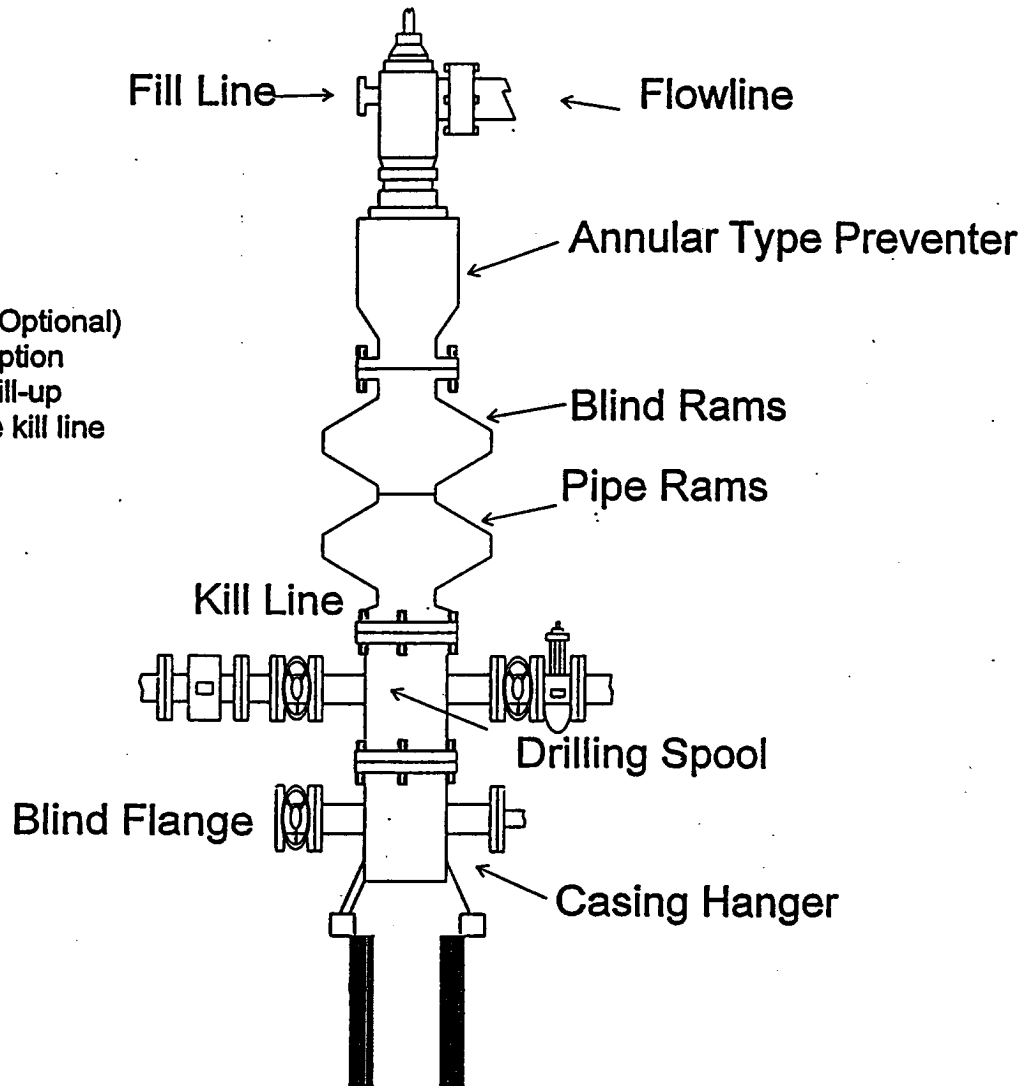 Fill Line
Flowline
Annular Type Preventer
Optional)
ption
ill-up
kill line
Blind Rams
Pipe Rams
Kill Line
Drilling Spool
Blind Flange
Casing Hanger